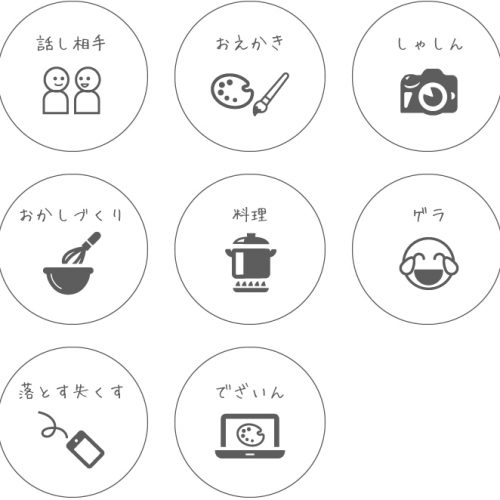 話し相手
おえかき
しゃしん
おかしづくり
料理
ゲラ
落とす失くす
でざいん